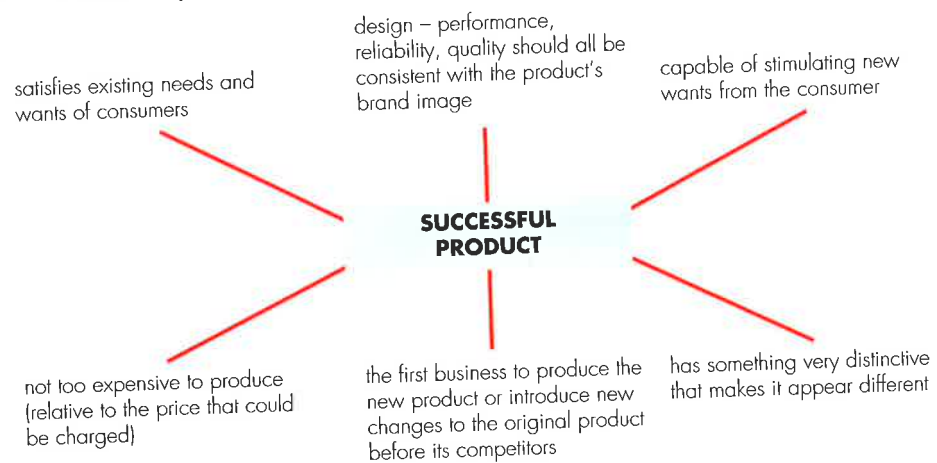 design – performance,
reliability, quality should all be
consistent with the product's
brand image
satisfies existing needs and
wants of consumers
capable of stimulating new
wants from the consumer
SUCCESSFUL
PRODUCT
not too expensive to produce
(relative to the price that could
be charged)
the first business to produce the
new product or introduce new
changes to the original product
before its competitors
has something very distinctive
that makes it appear different